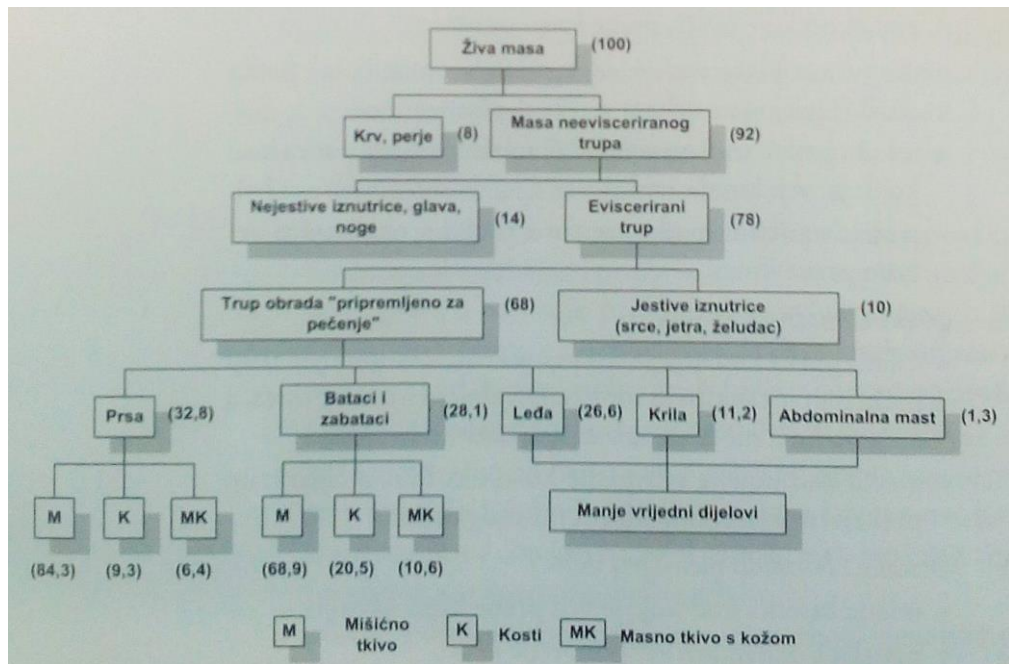 Živa masa (100)
Krv, perje (8)
Masa neevisceriranog
trupa (92)
Nejestive iznutrice, glava,
noge (14)
Eviscerirani
trup (78)
Trup obrada "pripremljeno za
pečenje" (68)
Jestive iznutrice
(srce, jetra, želudac) (10)
Prsa (32,8)
Bataci i
zabataci (28,1)
Leđa (26,6)
Krila (11,2)
Abdominalna mast (1,3)
M K MK M K MK
Manje vrijedni dijelovi
(84,3) (9,3) (6,4) (68,9) (20,5) (10,6)
M Mišićno
tkivo
K Kosti
MK Masno tkivo s kožom